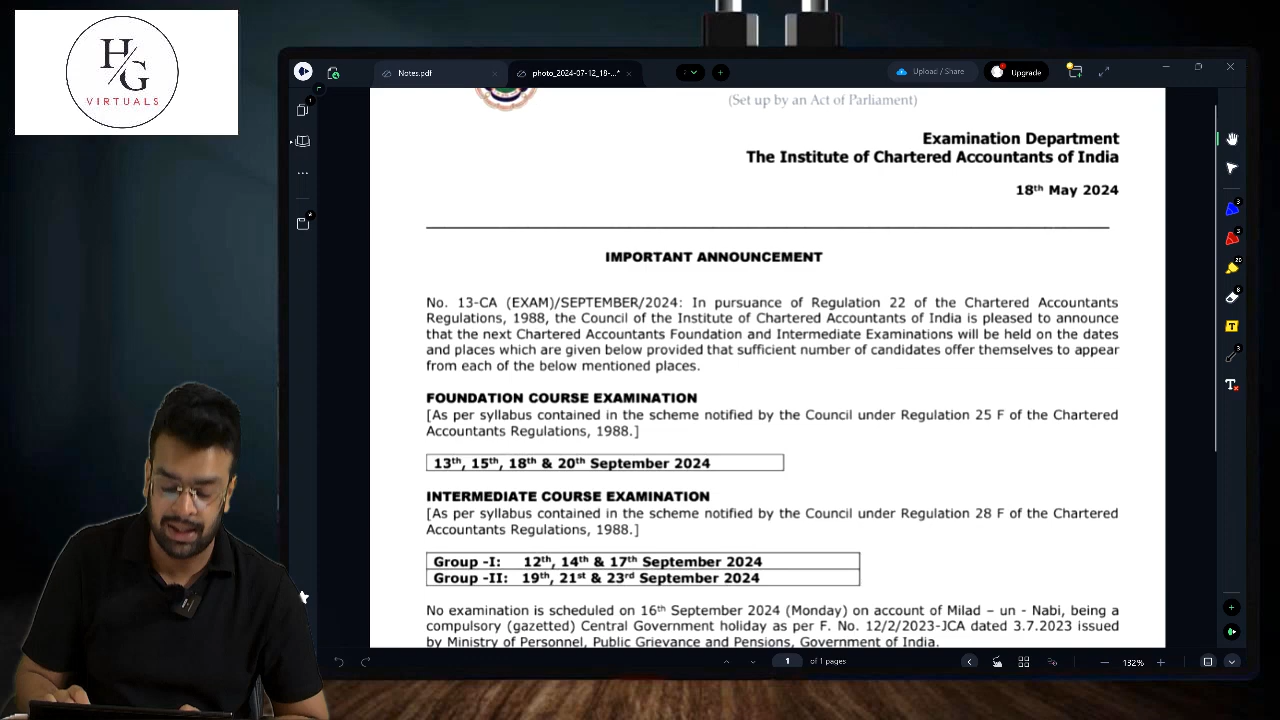 H/G
VIRTUALS
Notes.pdf
photo_2024-07-12_18-...*
Upload / Share
Upgrade
(Set up by an Act of Parliament)
Examination Department
The Institute of Chartered Accountants of India
18th May 2024
IMPORTANT ANNOUNCEMENT
No. 13-CA (EXAM)/SEPTEMBER/2024: In pursuance of Regulation 22 of the Chartered Accountants
Regulations, 1988, the Council of the Institute of Chartered Accountants of India is pleased to announce
that the next Chartered Accountants Foundation and Intermediate Examinations will be held on the dates
and places which are given below provided that sufficient number of candidates offer themselves to appear
from each of the below mentioned places.
FOUNDATION COURSE EXAMINATION
[As per syllabus contained in the scheme notified by the Council under Regulation 25 F of the Chartered
Accountants Regulations, 1988.]
13th, 15th, 18th & 20th September 2024
INTERMEDIATE COURSE EXAMINATION
[As per syllabus contained in the scheme notified by the Council under Regulation 28 F of the Chartered
Accountants Regulations, 1988.]
Group -I: 12th, 14th & 17th September 2024
Group -II: 19th, 21st & 23rd September 2024
No examination is scheduled on 16th September 2024 (Monday) on account of Milad – un - Nabi, being a
compulsory (gazetted) Central Government holiday as per F. No. 12/2/2023-JCA dated 3.7.2023 issued
by Ministry of Personnel, Public Grievance and Pensions, Government of India.
1 of 1 pages
132%